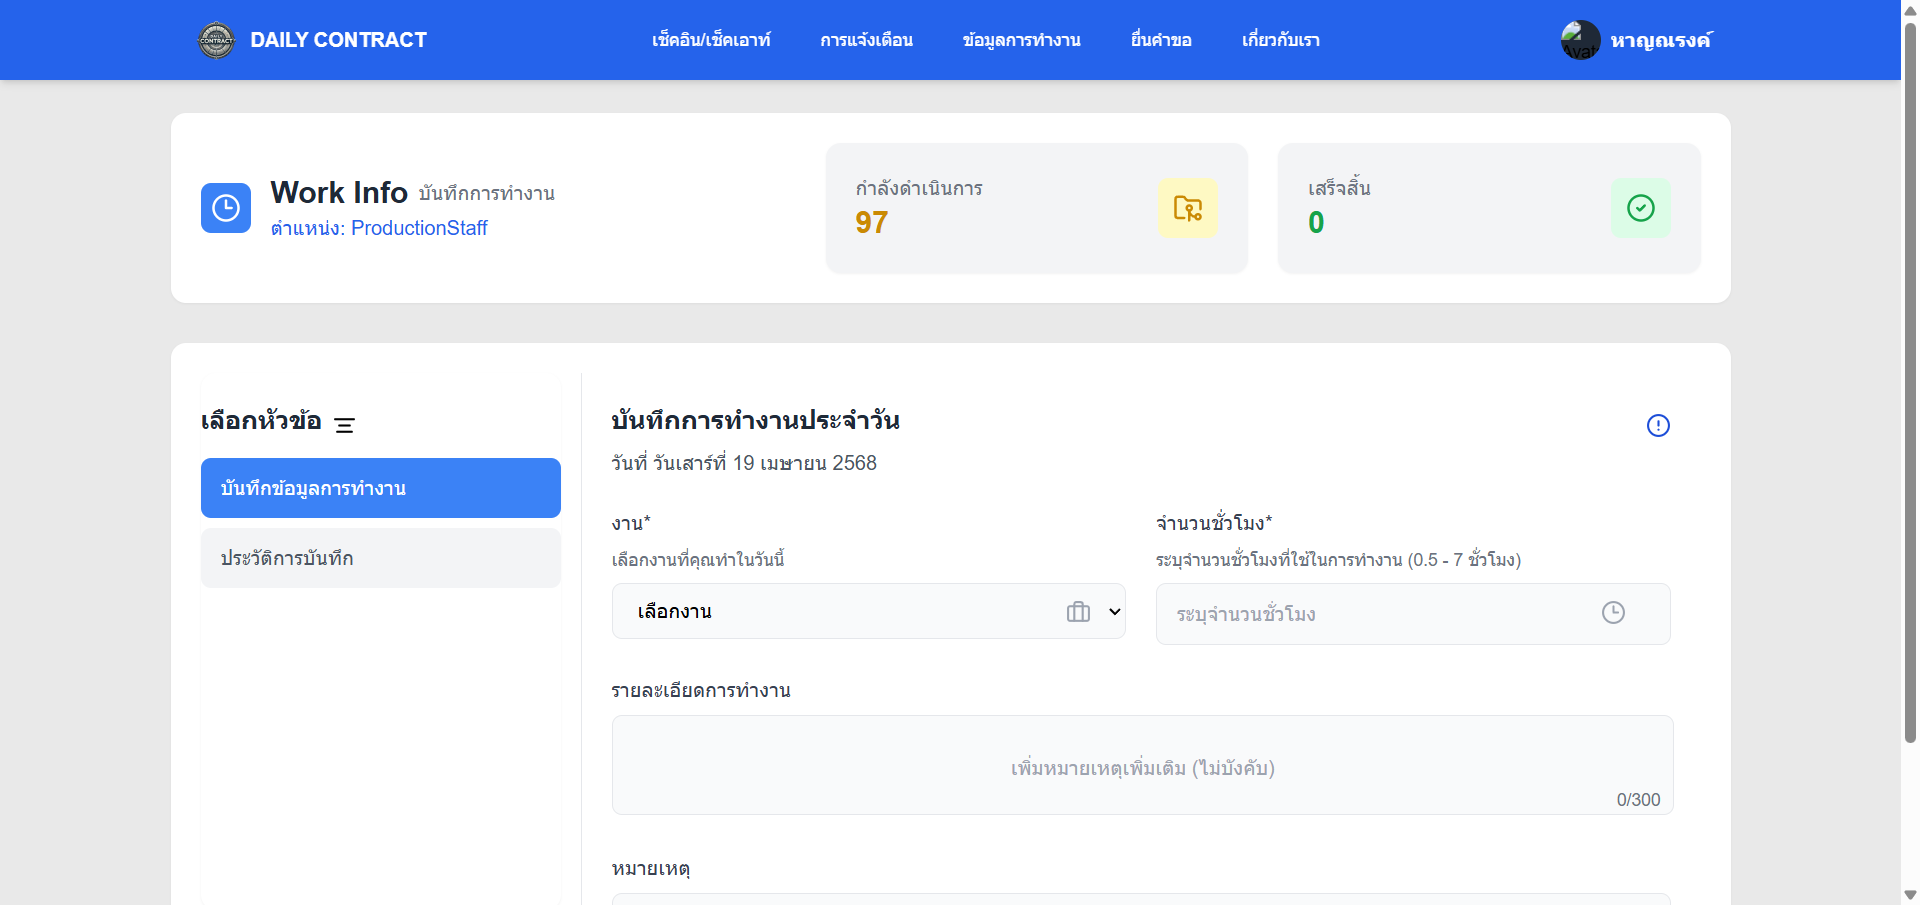 DAILY CONTRACT
เช็คอิน/เช็คเอาท์
การแจ้งเตือน
ข้อมูลการทำงาน
ยื่นคำขอ
เกี่ยวกับเรา
หาญณรงค์
Work Info บันทึกการทำงาน
ตำแหน่ง: ProductionStaff
กำลังดำเนินการ
97
เสร็จสิ้น
0
เลือกหัวข้อ
บันทึกข้อมูลการทำงาน
ประวัติการบันทึก
บันทึกการทำงานประจำวัน
วันที่ วันเสาร์ที่ 19 เมษายน 2568
งาน*
เลือกงานที่คุณทำในวันนี้
เลือกงาน
จำนวนชั่วโมง*
ระบุจำนวนชั่วโมงที่ใช้ในการทำงาน (0.5 - 7 ชั่วโมง)
ระบุจำนวนชั่วโมง
รายละเอียดการทำงาน
เพิ่มหมายเหตุเพิ่มเติม (ไม่บังคับ)
0/300
หมายเหตุ